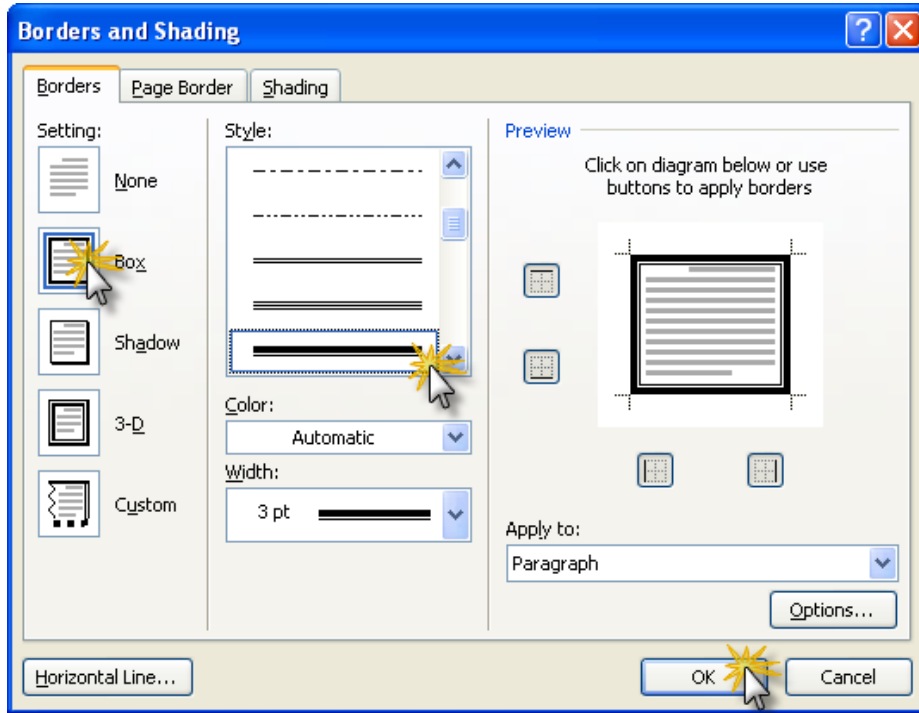 Borders and Shading
Borders
Page Border
Shading
Setting:
None
Box
Shadow
3-D
Custom
Style:
Color:
Automatic
Width:
3 pt
Preview
Click on diagram below or use
buttons to apply borders
Apply to:
Paragraph
Options...
Horizontal Line...
OK
Cancel